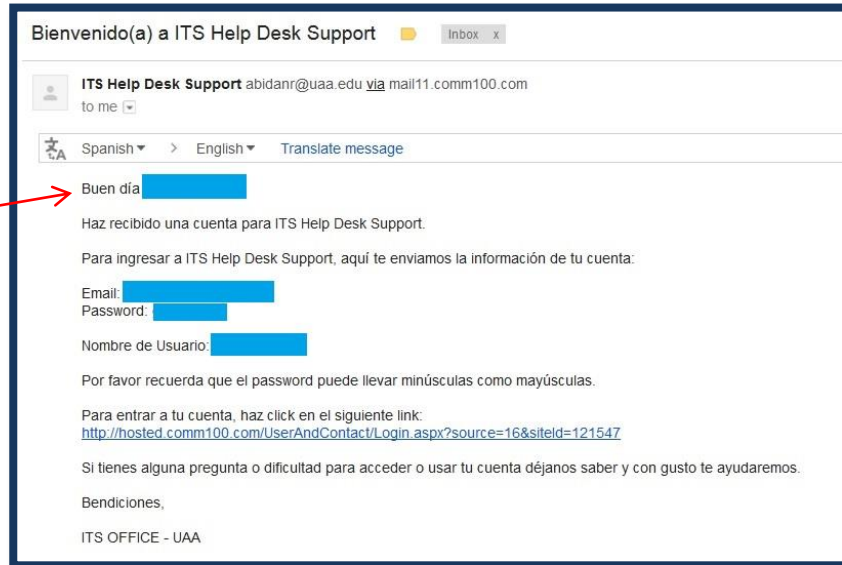 Bienvenido(a) a ITS Help Desk Support Inbox x
ITS Help Desk Support abidanr@uaa.edu via mail11.comm100.com
to me
Spanish > English Translate message
Buen día
Haz recibido una cuenta para ITS Help Desk Support.
Para ingresar a ITS Help Desk Support, aquí te enviamos la información de tu cuenta:
Email:
Password:
Nombre de Usuario:
Por favor recuerda que el password puede llevar minúsculas como mayúsculas.
Para entrar a tu cuenta, haz click en el siguiente link:
http://hosted.comm100.com/UserAndContact/Login.aspx?source=16&siteId=121547
Si tienes alguna pregunta o dificultad para acceder o usar tu cuenta déjanos saber y con gusto te ayudaremos.
Bendiciones,
ITS OFFICE - UAA